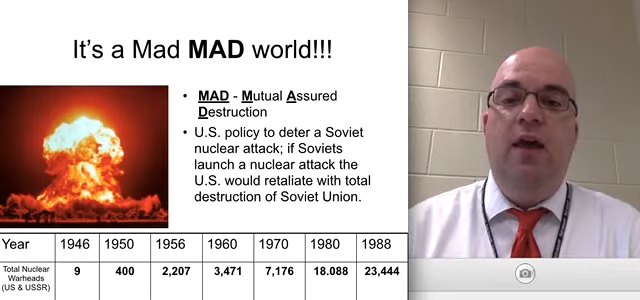 It's a Mad MAD world!!!
• MAD - Mutual Assured
Destruction
• U.S. policy to deter a Soviet
nuclear attack; if Soviets
launch a nuclear attack the
U.S. would retaliate with total
destruction of Soviet Union.
Year 1946 1950 1956 1960 1970 1980 1988
Total Nuclear
Warheads
(US & USSR)
9 400 2,207 3,471 7,176 18.088 23,444